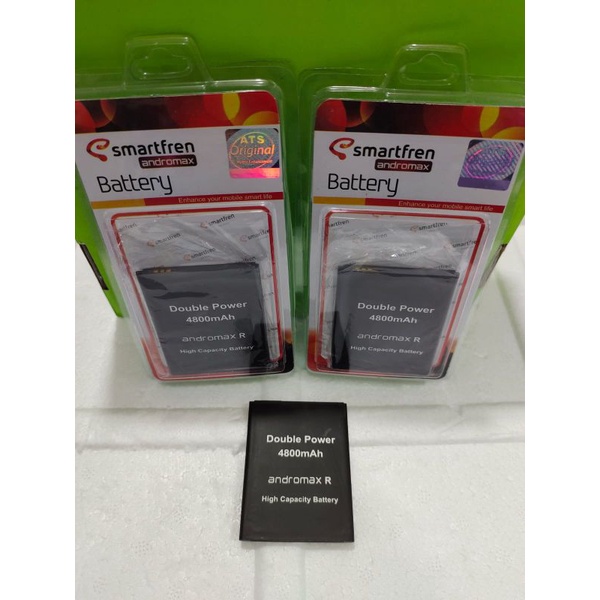 smartfren
andromax
Battery
ATS
Original
Enhance your mobile smart life
smartfren
Double Power
4800mAh
andromax R
High Capacity Battery
smartfren
andromax
Battery
Enhance your mobile smart life
smartfren
Double Power
4800mAh
andromax R
High Capacity Battery
Double Power
4800mAh
andromax R
High Capacity Battery